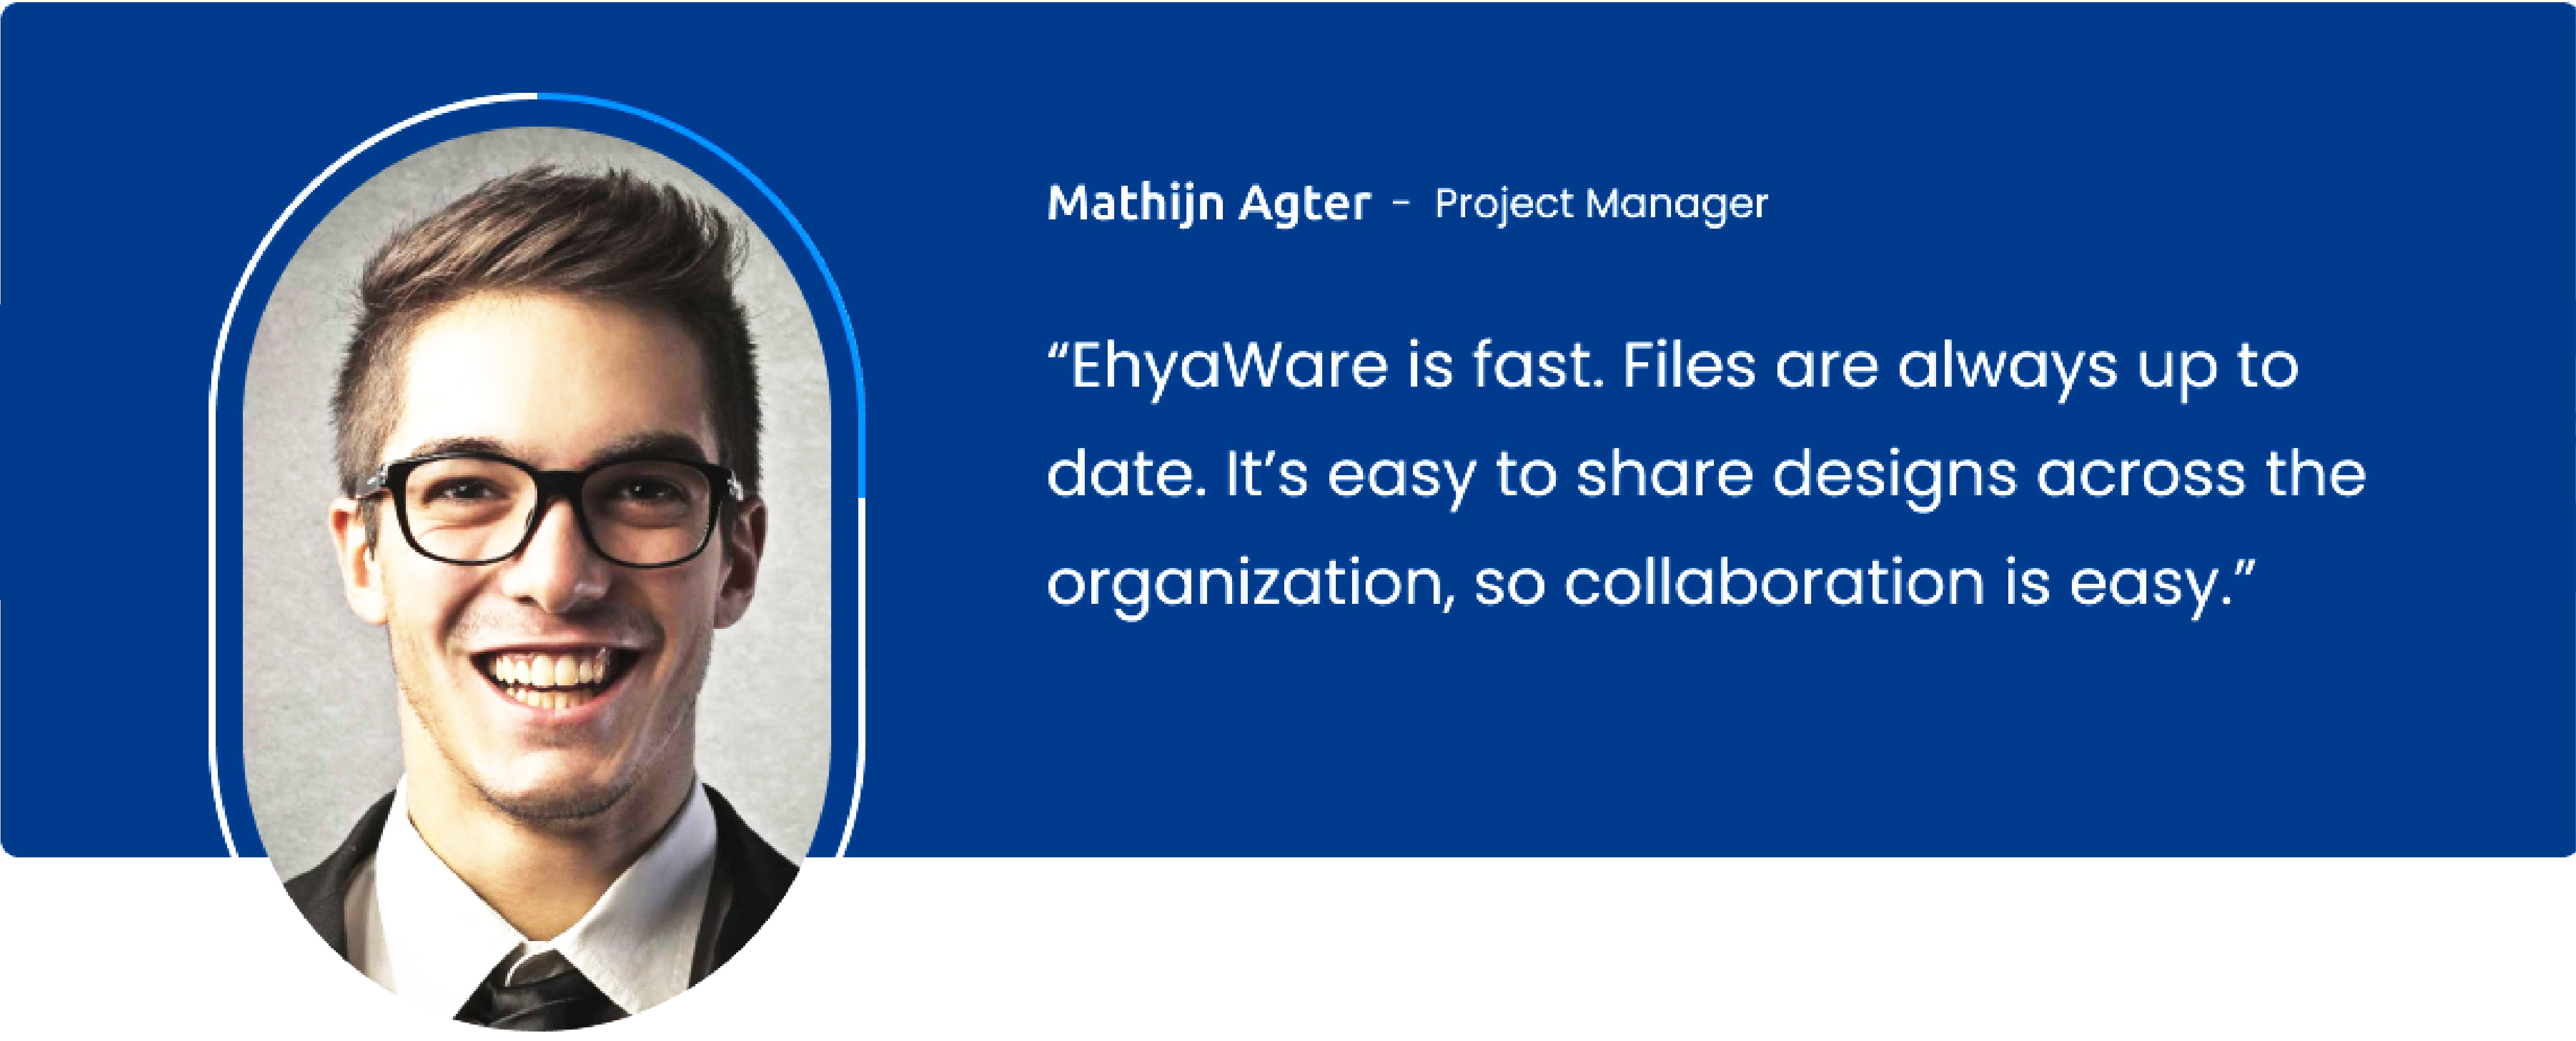 Mathijn Agter - Project Manager
“EhyaWare is fast. Files are always up to
date. It’s easy to share designs across the
organization, so collaboration is easy.”